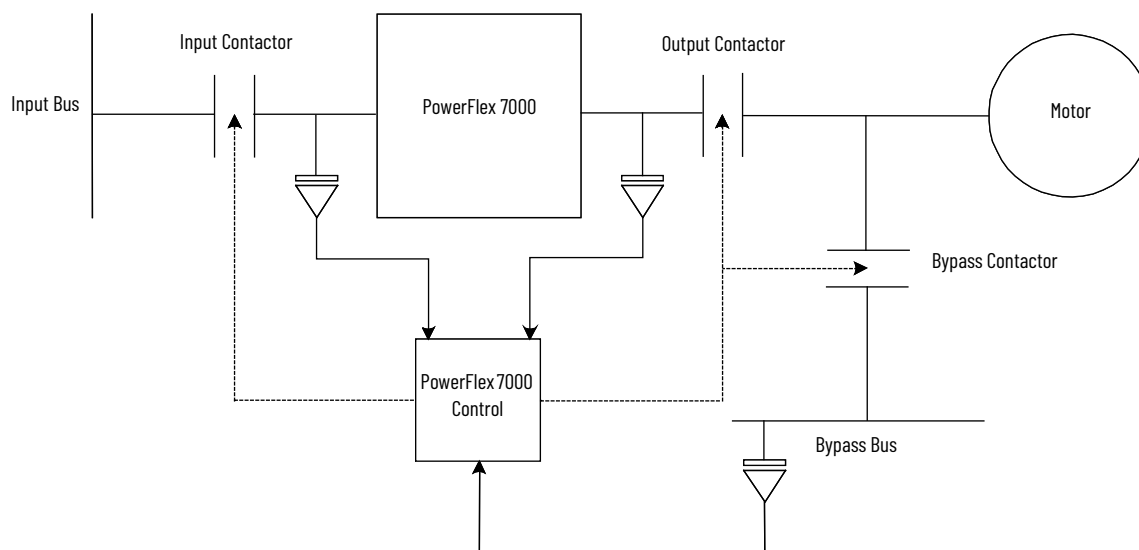 Input Contactor
Output Contactor
Input Bus
PowerFlex 7000
Motor
Bypass Contactor
PowerFlex 7000
Control
Bypass Bus